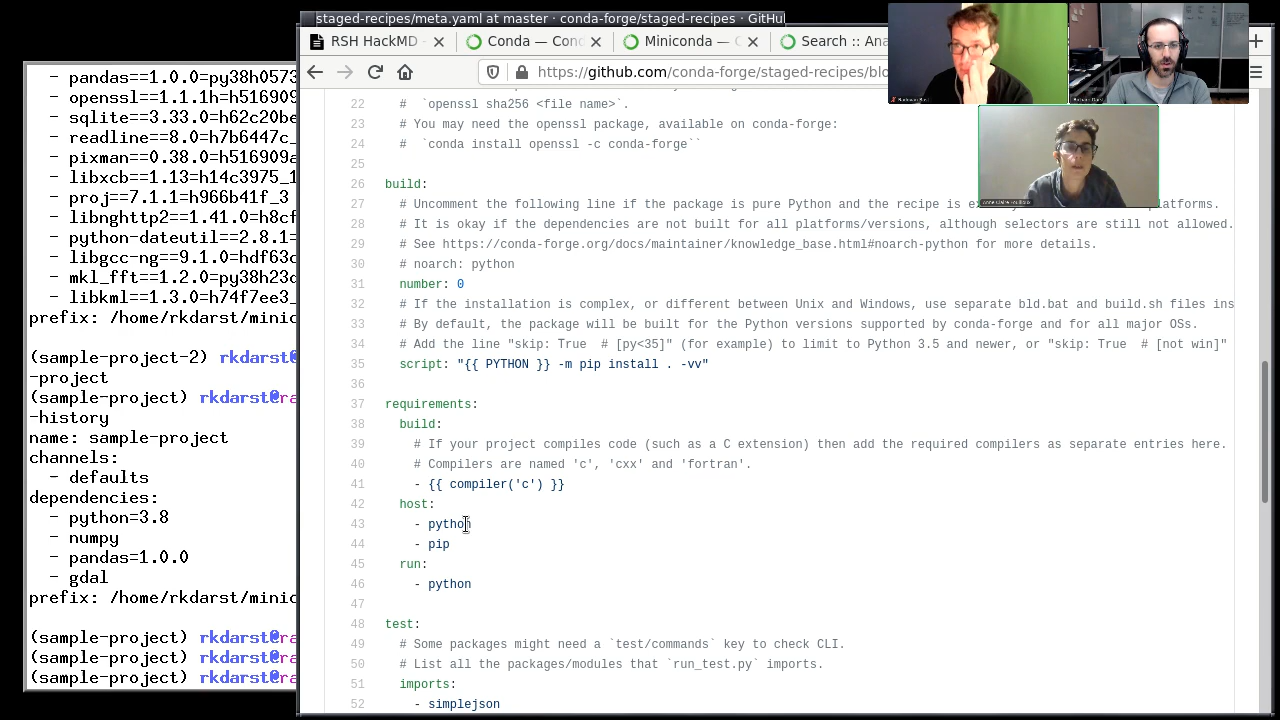 staged-recipes/meta.yaml at master · conda-forge/staged-recipes · GitHu
RSH HackMD -
Conda — Con
Miniconda — C
Search :: Ana
https://github.com/conda-forge/staged-recipes/blo
- pandas==1.0.0=py38h0573
- openssl==1.1.1h=h516909
- sqlite==3.33.0=h62c20be
- readline==8.0=h7b6447c_
- pixman==0.38.0=h516909a
- libxcb==1.13=h14c3975_1
- proj==7.1.1=h966b41f_3
- libnghttp2==1.41.0=h8cf
- python-dateutil==2.8.1=
- libgcc-ng==9.1.0=hdf63c
- mkl_fft==1.2.0=py38h23d
- libkml==1.3.0=h74f7ee3_
prefix: /home/rkdarst/minic
(sample-project-2) rkdarst@
-project
(sample-project) rkdarst@ra
-history
name: sample-project
channels:
- defaults
dependencies:
- python=3.8
- numpy
- pandas=1.0.0
- gdal
prefix: /home/rkdarst/minic
(sample-project) rkdarst@ra
(sample-project) rkdarst@ra
(sample-project) rkdarst@ra
22 # `openssl sha256 <file name>`.
23 # You may need the openssl package, available on conda-forge:
24 # `conda install openssl -c conda-forge``
25
26 build:
27 # Uncomment the following line if the package is pure Python and the recipe is platforms.
28 # It is okay if the dependencies are not built for all platforms/versions, although selectors are still not allowed.
29 # See https://conda-forge.org/docs/maintainer/knowledge_base.html#noarch-python for more details.
30 # noarch: python
31 number: 0
32 # If the installation is complex, or different between Unix and Windows, use separate bld.bat and build.sh files ins
33 # By default, the package will be built for the Python versions supported by conda-forge and for all major OSs.
34 # Add the line "skip: True # [py<35]" (for example) to limit to Python 3.5 and newer, or "skip: True # [not win]"
35 script: "{{ PYTHON }} -m pip install . -vv"
36
37 requirements:
38 build:
39 # If your project compiles code (such as a C extension) then add the required compilers as separate entries here.
40 # Compilers are named 'c', 'cxx' and 'fortran'.
41 - {{ compiler('c') }}
42 host:
43 - python
44 - pip
45 run:
46 - python
47
48 test:
49 # Some packages might need a `test/commands` key to check CLI.
50 # List all the packages/modules that `run_test.py` imports.
51 imports:
52 - simplejson